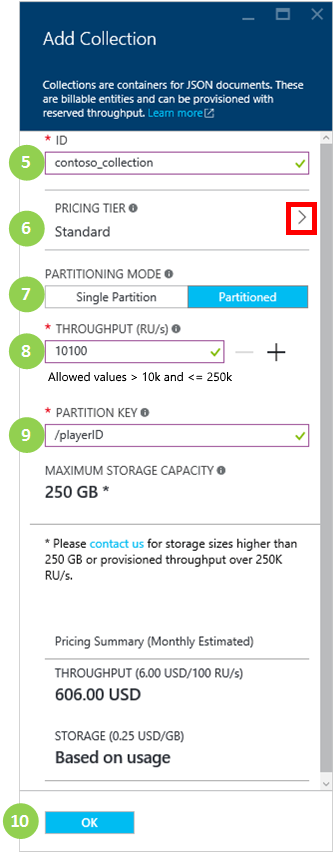 Add Collection
Collections are containers for JSON documents. These
are billable entities and can be provisioned with
reserved throughput. Learn more
* ID
5
contoso_collection
PRICING TIER
6
Standard
PARTITIONING MODE
7
Single Partition
Partitioned
* THROUGHPUT (RU/s)
8
10100
Allowed values > 10k and <= 250k
* PARTITION KEY
9
/playerID
MAXIMUM STORAGE CAPACITY
250 GB *
* Please contact us for storage sizes higher than
250 GB or provisioned throughput over 250K
RU/s.
Pricing Summary (Monthly Estimated)
THROUGHPUT (6.00 USD/100 RU/s)
606.00 USD
STORAGE (0.25 USD/GB)
Based on usage
10
OK